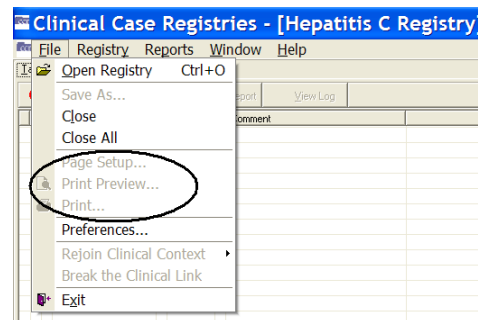 Clinical Case Registries - [Hepatitis C Registry]
File Registry Reports Window Help
Open Registry Ctrl+O
Save As...
port View Log
Close
Comment
Close All
Page Setup...
Print Preview...
Print...
Preferences...
Rejoin Clinical Context
Break the Clinical Link
Exit